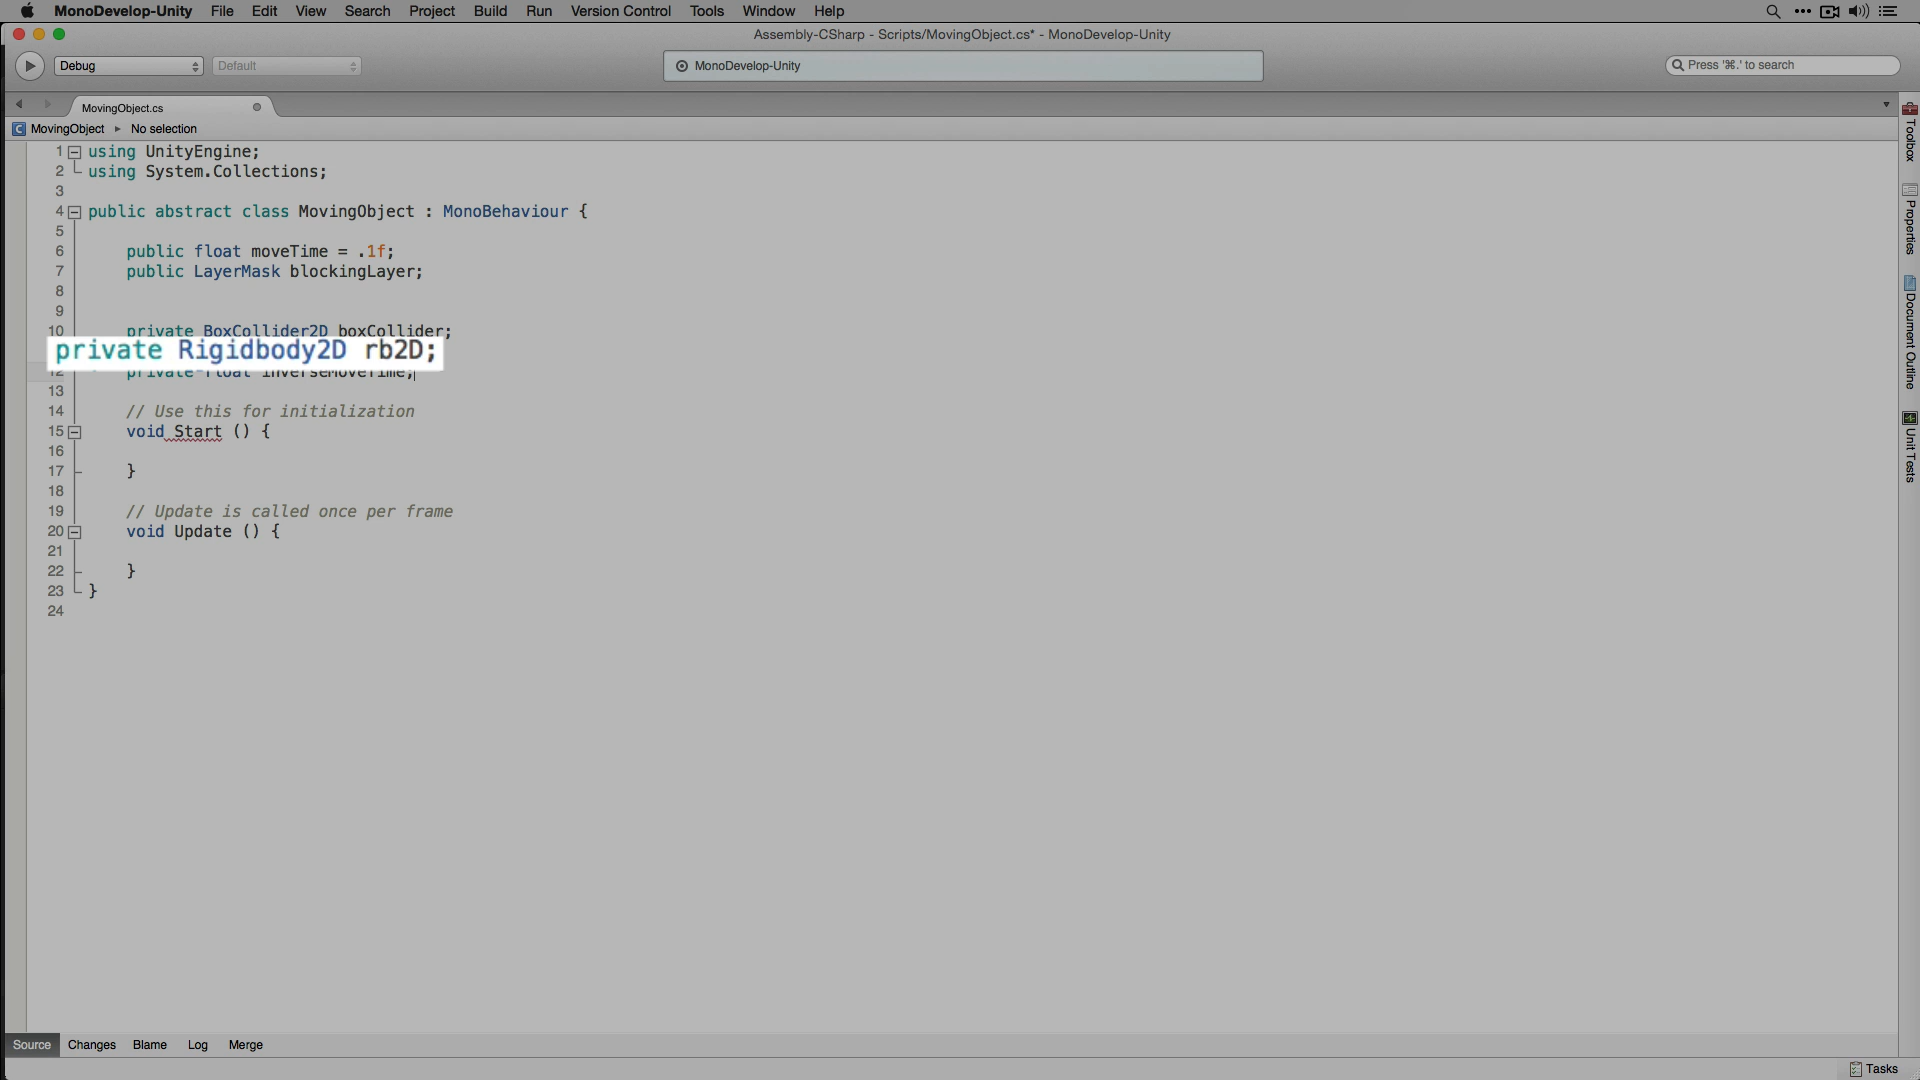 MonoDevelop-Unity File Edit View Search Project Build Run Version Control Tools Window Help
Assembly-CSharp - Scripts/MovingObject.cs* - MonoDevelop-Unity
Debug Default MonoDevelop-Unity Press '⌘.' to search
MovingObject.cs
MovingObject ▸ No selection
1 using UnityEngine;
2 using System.Collections;
3
4 public abstract class MovingObject : MonoBehaviour {
5
6 public float moveTime = .1f;
7 public LayerMask blockingLayer;
8
9
10 private BoxCollider2D boxCollider;
private Rigidbody2D rb2D;
12 private float inverseMoveTime;
13
14 // Use this for initialization
15 void Start () {
16
17 }
18
19 // Update is called once per frame
20 void Update () {
21
22 }
23 }
24
Toolbox
Properties
Document Outline
Unit Tests
Source Changes Blame Log Merge
Tasks